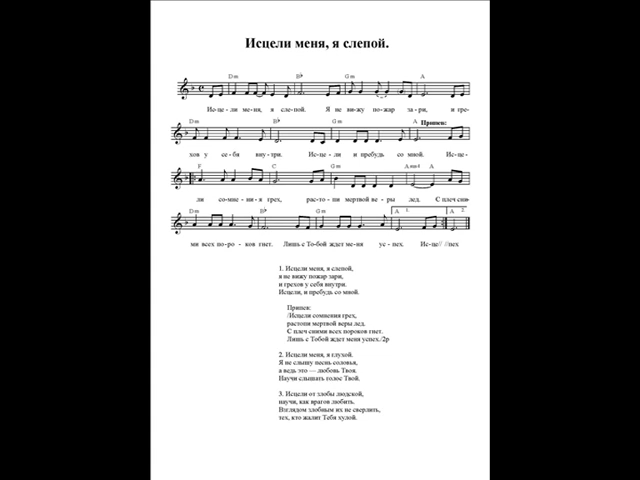 Исцели меня, я слепой.
Dm B♭ Gm A
Ис-це-ли ме-ня, я сле-пой. Я не ви-жу по-жар за-ри, и гре-
Dm B♭ Gm A Припев:
хов у се-бя вну-три. Ис-це-ли и пребудь со мной. Исце-
F C Gm Asus4 A
ли со-мне-ни-я грех, рас-то-пи мертвой ве-ры лед. С плеч сни-
Dm B♭ Gm A 1. A 2.
ми всех по-ро-ков гнет. Лишь с То-бой ждет ме-ня ус-пех. Ис-це// //пех
1. Исцели меня, я слепой,
я не вижу пожар зари,
и грехов у себя внутри.
Исцели, и пребудь со мной.
Припев:
/Исцели сомнения грех,
растопи мертвой веры лед.
С плеч сними всех пороков гнет.
Лишь с Тобой ждет меня успех./2р
2. Исцели меня, я глухой.
Я не слышу песнь соловья,
а ведь это — любовь Твоя.
Научи слышать голос Твой.
3. Исцели от злобы людской,
научи, как врагов любить.
Взглядом злобным их не сверлить,
тех, кто жалит Тебя хулой.